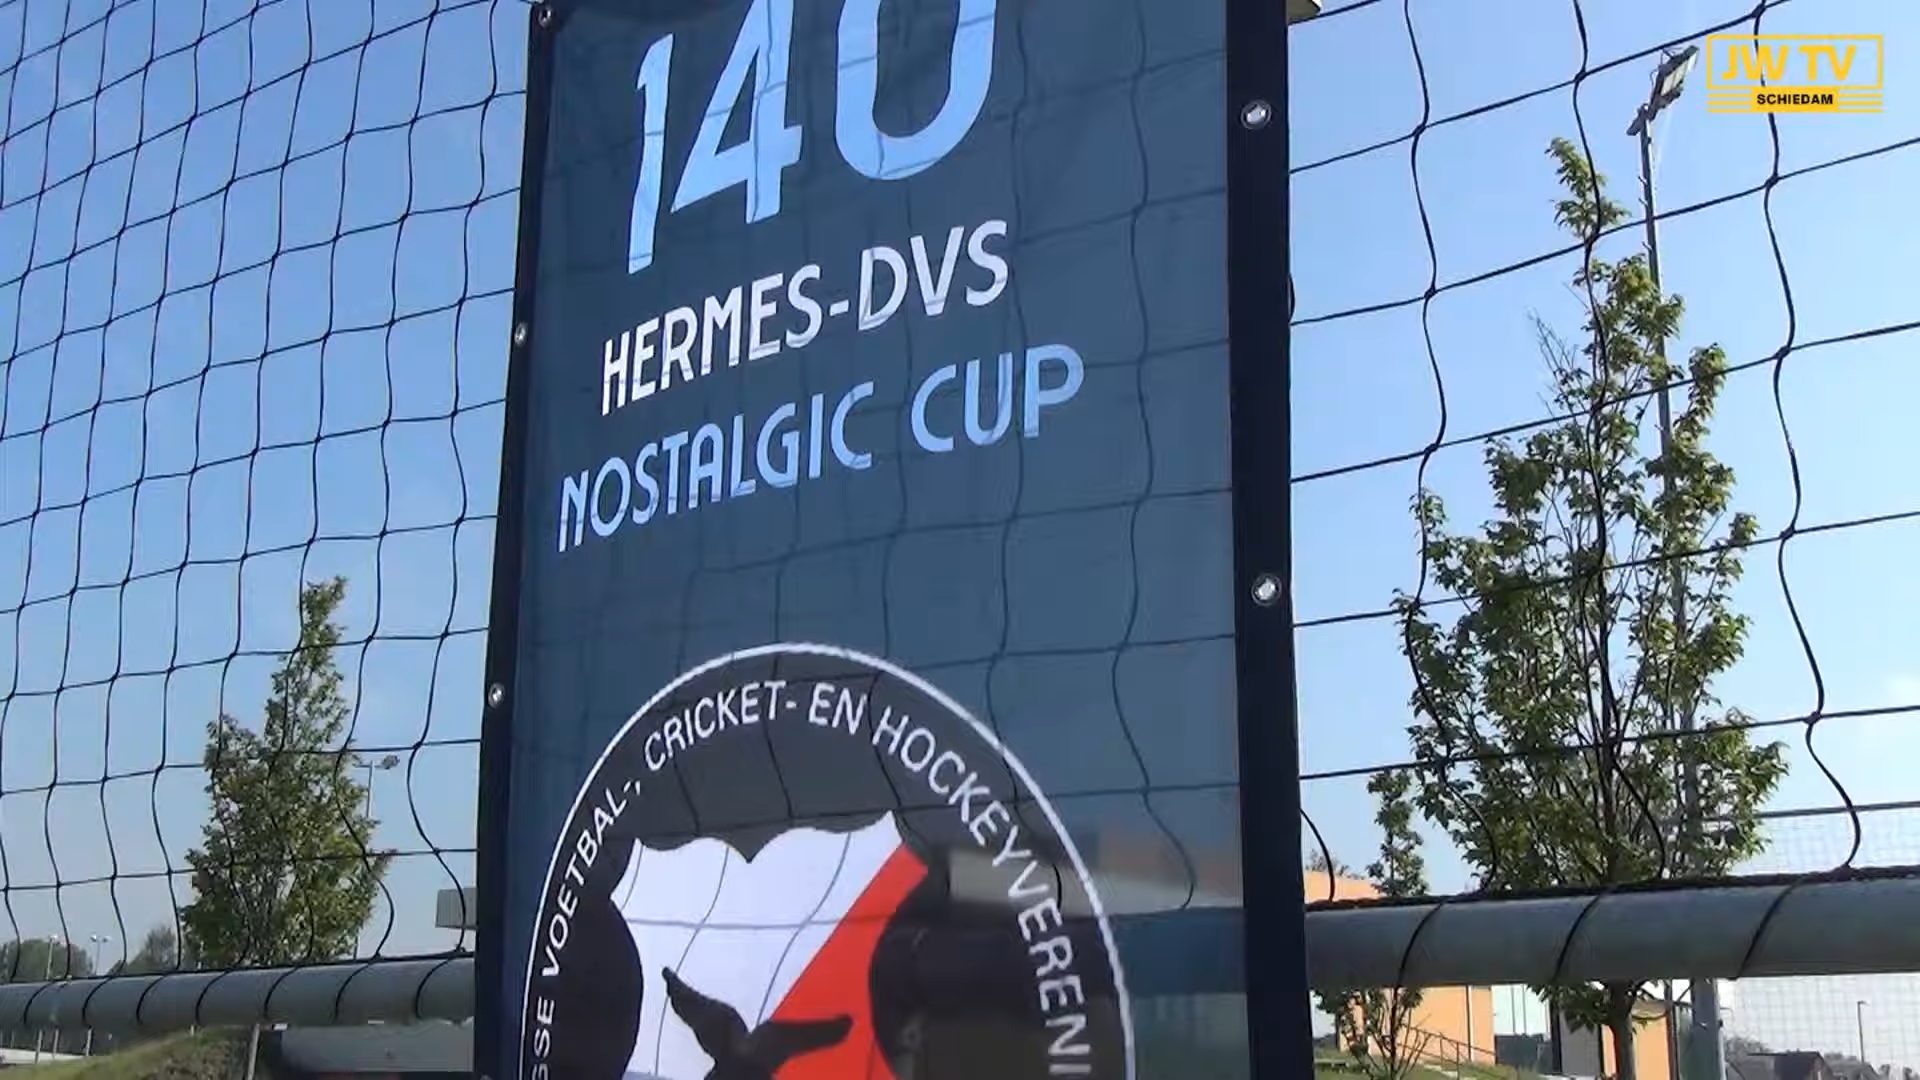 140
HERMES-DVS
NOSTALGIC CUP
VOETBAL-, CRICKET- EN HOCKEYVERENI
JW TV
SCHIEDAM